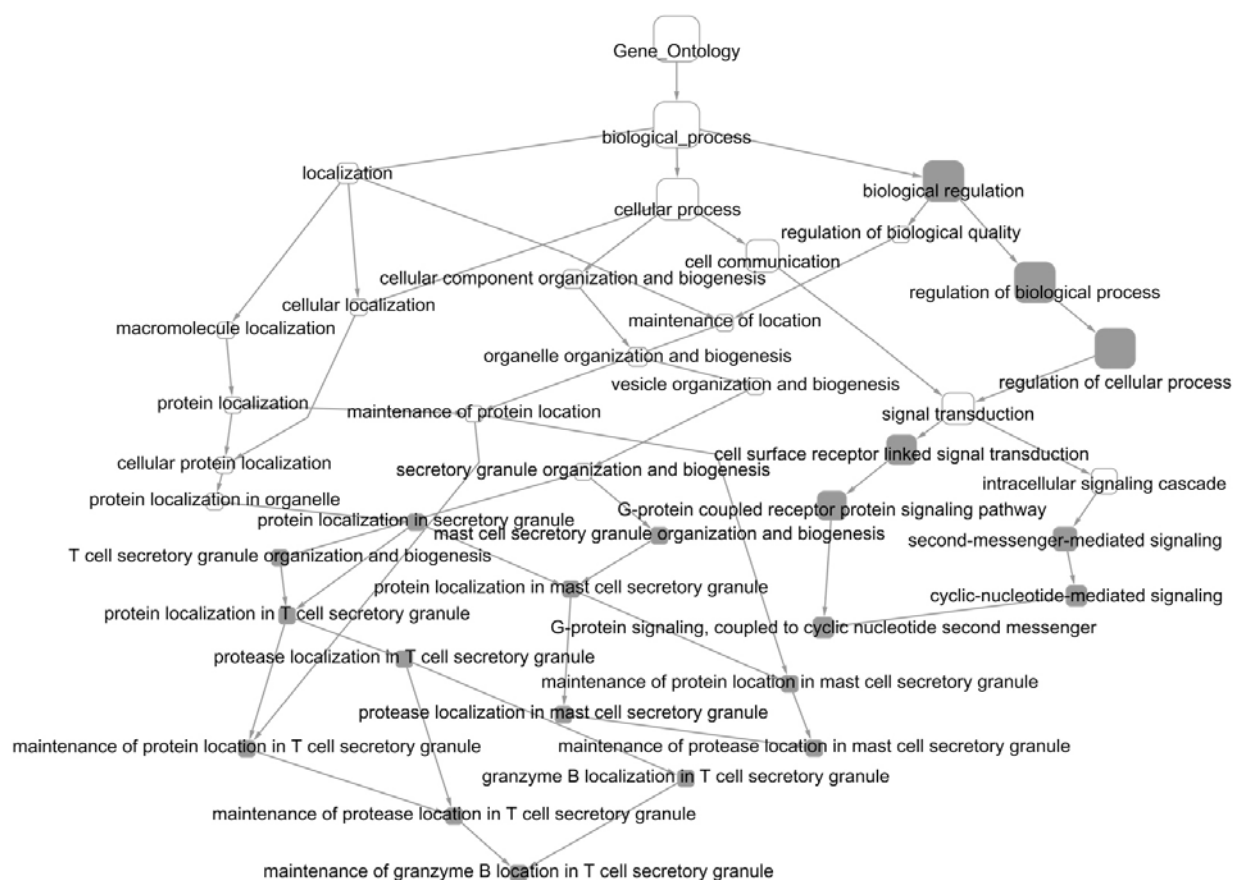 Gene_Ontology
biological_process
localization
biological regulation
cellular process
regulation of biological quality
cell communication
cellular component organization and biogenesis
regulation of biological process
cellular localization
maintenance of location
macromolecule localization
organelle organization and biogenesis
vesicle organization and biogenesis
regulation of cellular process
protein localization
maintenance of protein location
signal transduction
cell surface receptor linked signal transduction
cellular protein localization
secretory granule organization and biogenesis
intracellular signaling cascade
protein localization in organelle
G-protein coupled receptor protein signaling pathway
protein localization in secretory granule
mast cell secretory granule organization and biogenesis
second-messenger-mediated signaling
T cell secretory granule organization and biogenesis
protein localization in mast cell secretory granule
cyclic-nucleotide-mediated signaling
protein localization in T cell secretory granule
G-protein signaling, coupled to cyclic nucleotide second messenger
protease localization in T cell secretory granule
maintenance of protein location in mast cell secretory granule
protease localization in mast cell secretory granule
maintenance of protein location in T cell secretory granule
maintenance of protease location in mast cell secretory granule
granzyme B localization in T cell secretory granule
maintenance of protease location in T cell secretory granule
maintenance of granzyme B location in T cell secretory granule